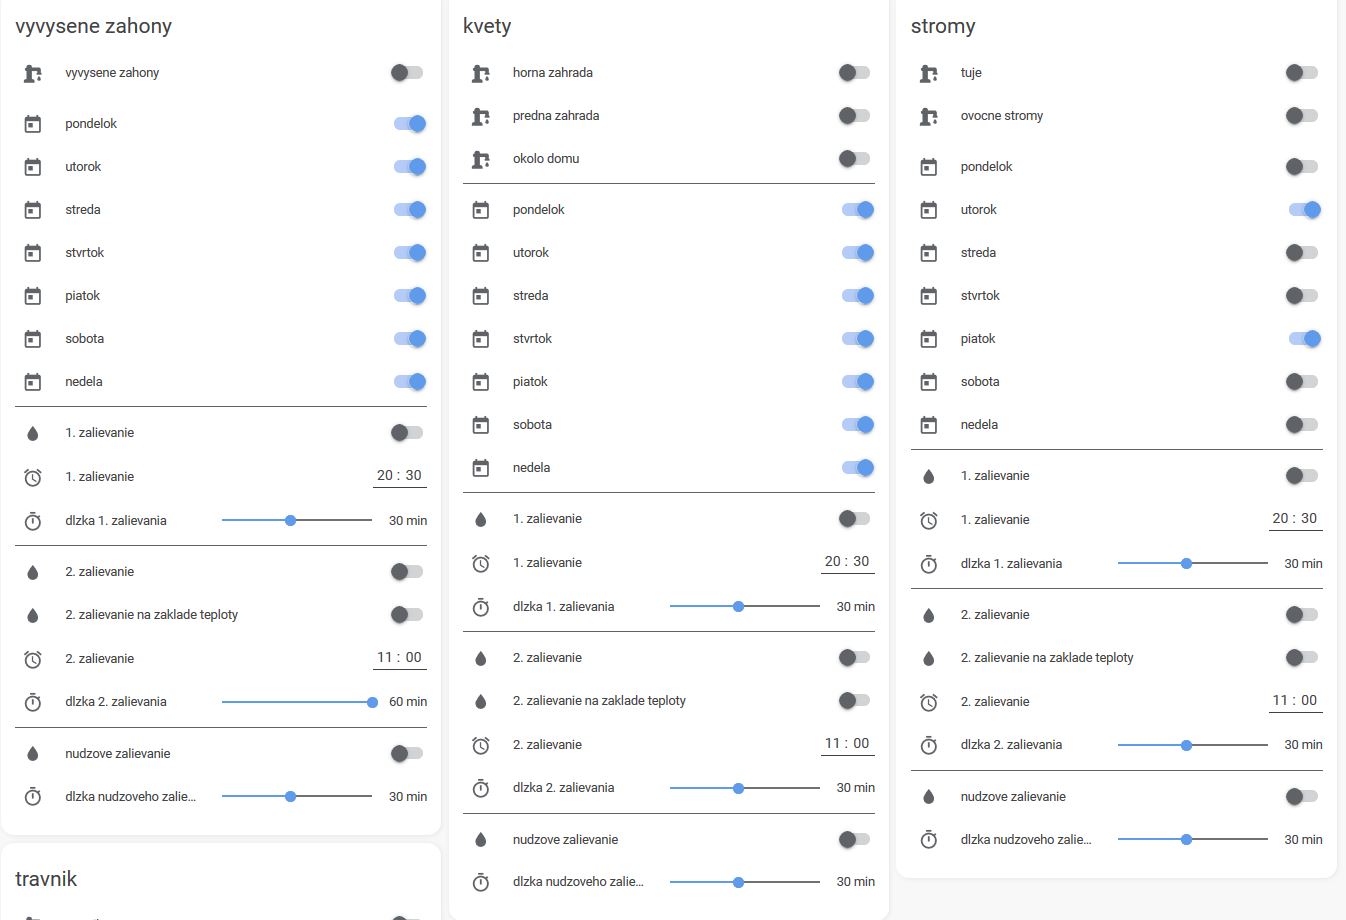 vyvysene zahony
vyvysene zahony
pondelok
utorok
streda
stvrtok
piatok
sobota
nedela
1. zalievanie
1. zalievanie 20 : 30
dlzka 1. zalievania 30 min
2. zalievanie
2. zalievanie na zaklade teploty
2. zalievanie 11 : 00
dlzka 2. zalievania 60 min
nudzove zalievanie
dlzka nudzoveho zalie... 30 min
travnik
kvety
horna zahrada
predna zahrada
okolo domu
pondelok
utorok
streda
stvrtok
piatok
sobota
nedela
1. zalievanie
1. zalievanie 20 : 30
dlzka 1. zalievania 30 min
2. zalievanie
2. zalievanie na zaklade teploty
2. zalievanie 11 : 00
dlzka 2. zalievania 30 min
nudzove zalievanie
dlzka nudzoveho zalie... 30 min
stromy
tuje
ovocne stromy
pondelok
utorok
streda
stvrtok
piatok
sobota
nedela
1. zalievanie
1. zalievanie 20 : 30
dlzka 1. zalievania 30 min
2. zalievanie
2. zalievanie na zaklade teploty
2. zalievanie 11 : 00
dlzka 2. zalievania 30 min
nudzove zalievanie
dlzka nudzoveho zalie... 30 min